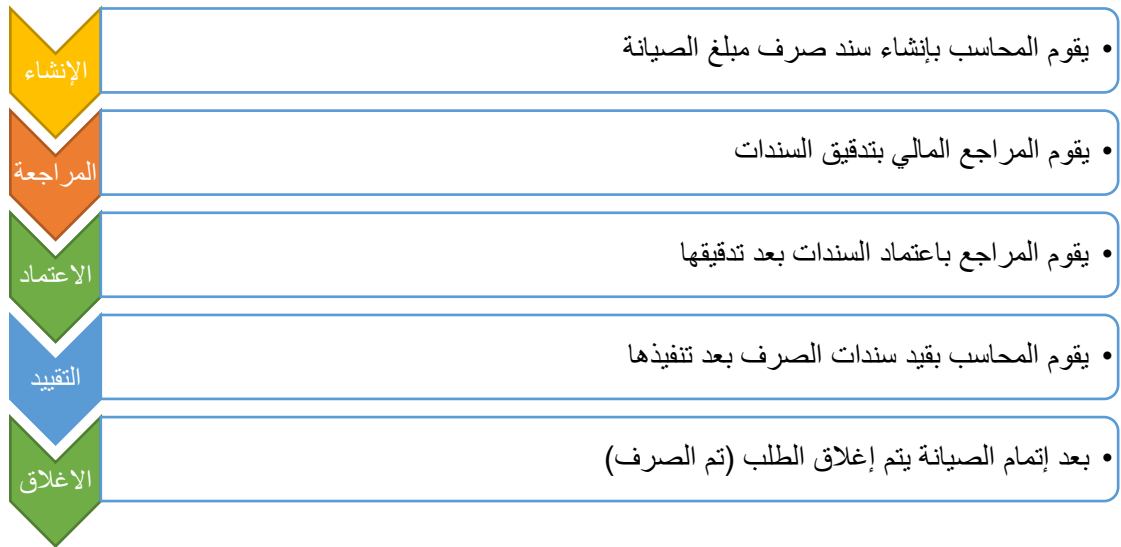 الإنشاء
• يقوم المحاسب بإنشاء سند صرف مبلغ الصيانة
المراجعة
• يقوم المراجع المالي بتدقيق السندات
الاعتماد
• يقوم المراجع باعتماد السندات بعد تدقيقها
التقييد
• يقوم المحاسب بقيد سندات الصرف بعد تنفيذها
الاغلاق
• بعد إتمام الصيانة يتم إغلاق الطلب (تم الصرف)